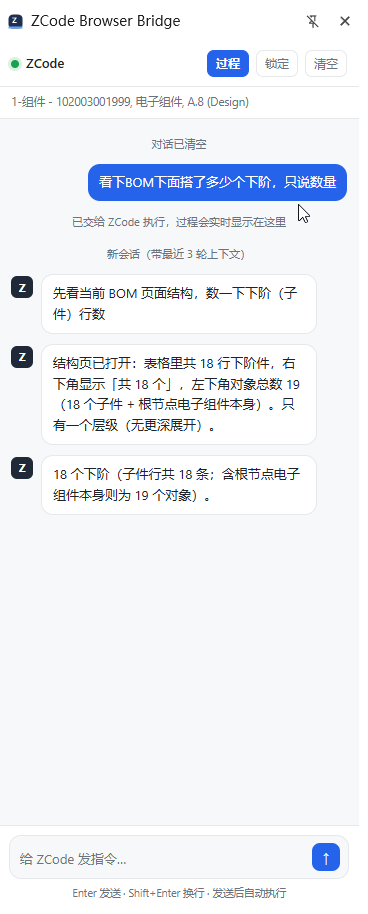 Z ZCode Browser Bridge
ZCode 过程 锁定 清空
1-组件 - 102003001999, 电子组件, A.8 (Design)
对话已清空
看下BOM下面搭了多少个下阶，只说数量
已交给 ZCode 执行，过程会实时显示在这里
新会话（带最近 3 轮上下文）
Z
先看当前 BOM 页面结构，数一下下阶（子
件）行数
Z
结构页已打开：表格里共 18 行下阶件，右
下角显示「共 18 个」，左下角对象总数 19
（18 个子件 + 根节点电子组件本身）。只
有一个层级（无更深展开）。
Z
18 个下阶（子件行共 18 条；含根节点电子
组件本身则为 19 个对象）。
给 ZCode 发指令...
Enter 发送 · Shift+Enter 换行 · 发送后自动执行